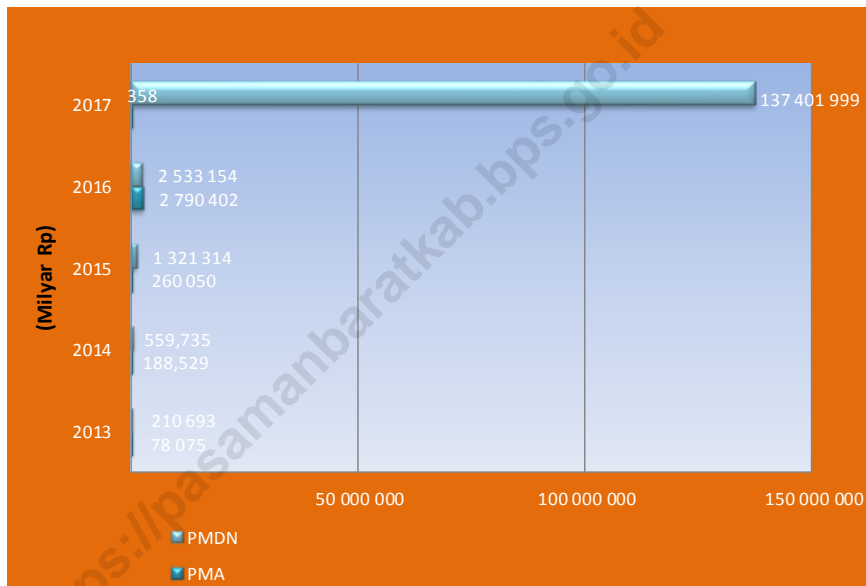 2017
358
137 401 999
2016
2 533 154
2 790 402
2015
1 321 314
260 050
2014
559,735
188,529
2013
210 693
78 075
(Milyar Rp)
50 000 000
100 000 000
150 000 000
PMDN
PMA
ps://pasamanbaratkab.bps.go.id